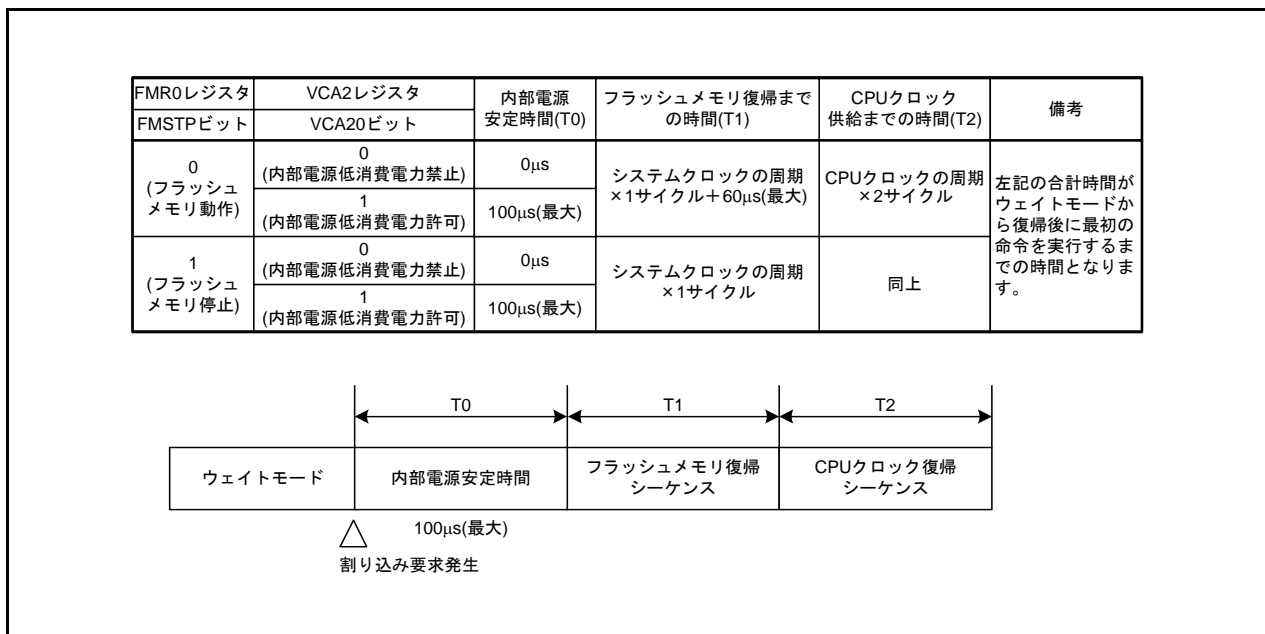 FMR0レジスタ
FMSTPビット
VCA2レジスタ
VCA20ビット
内部電源
安定時間(T0)
フラッシュメモリ復帰まで
の時間(T1)
CPUクロック
供給までの時間(T2)
備考
0
(フラッシュ
メモリ動作)
0
(内部電源低消費電力禁止)
0μs
1
(内部電源低消費電力許可)
100μs(最大)
システムクロックの周期
×1サイクル＋60μs(最大)
CPUクロックの周期
×2サイクル
左記の合計時間が
ウェイトモードか
ら復帰後に最初の
命令を実行するま
での時間となりま
す。
1
(フラッシュ
メモリ停止)
0
(内部電源低消費電力禁止)
0μs
1
(内部電源低消費電力許可)
100μs(最大)
システムクロックの周期
×1サイクル
同上
T0
T1
T2
ウェイトモード
内部電源安定時間
フラッシュメモリ復帰
シーケンス
CPUクロック復帰
シーケンス
100μs(最大)
割り込み要求発生